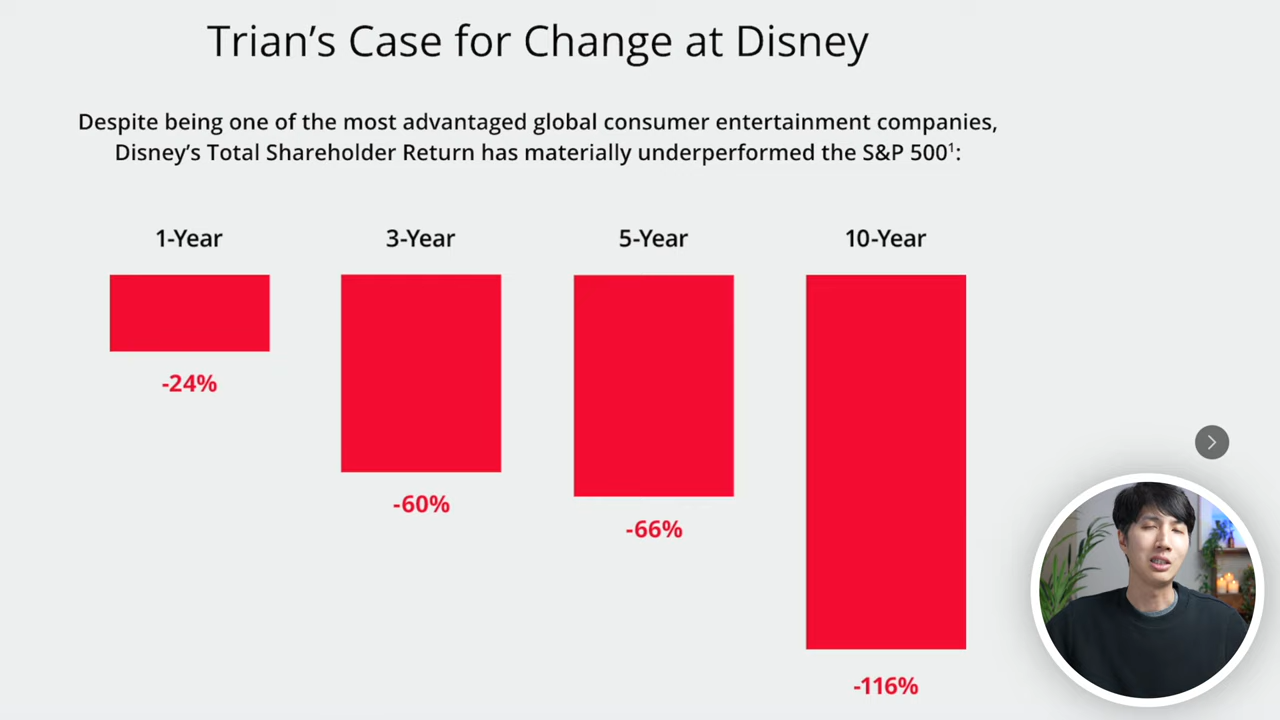 Trian’s Case for Change at Disney
Despite being one of the most advantaged global consumer entertainment companies,
Disney’s Total Shareholder Return has materially underperformed the S&P 500¹:
1-Year
3-Year
5-Year
10-Year
-24%
-60%
-66%
-116%